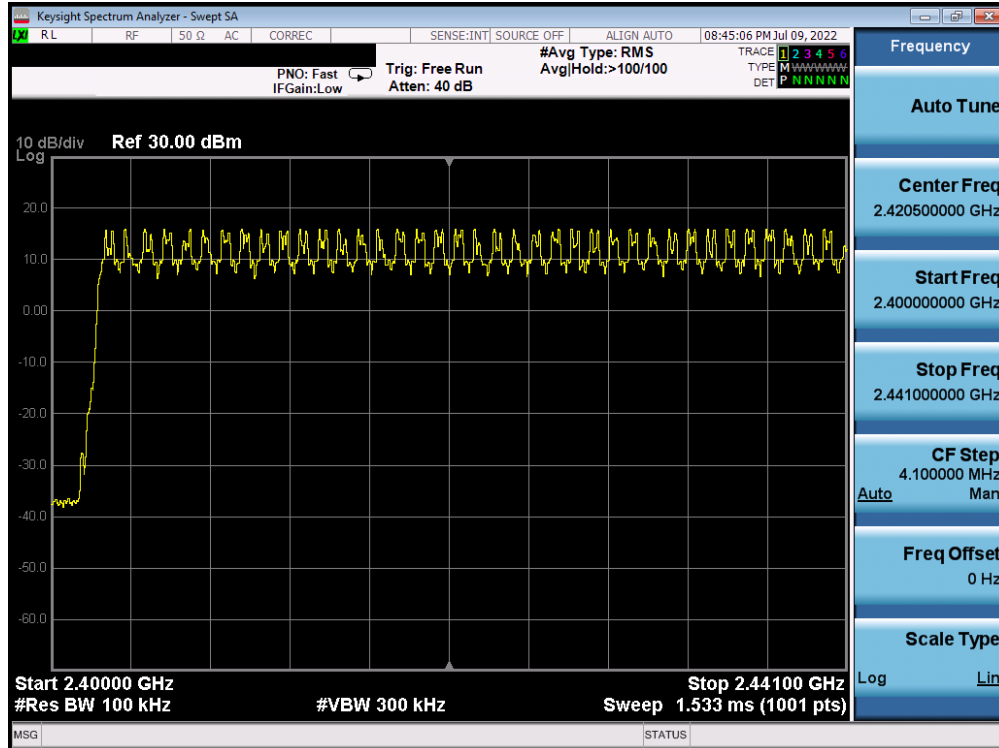 Keysight Spectrum Analyzer - Swept SA
LXI RL RF 50 Ω AC CORREC SENSE:INT SOURCE OFF ALIGN AUTO 08:45:06 PM Jul 09, 2022
PNO: Fast
IFGain:Low
Trig: Free Run
Atten: 40 dB
#Avg Type: RMS
Avg|Hold:>100/100
TRACE 1 2 3 4 5 6
TYPE M WWWWW
DET P N N N N N
10 dB/div Ref 30.00 dBm
Log
20.0
10.0
0.00
-10.0
-20.0
-30.0
-40.0
-50.0
-60.0
Start 2.40000 GHz Stop 2.44100 GHz
#Res BW 100 kHz #VBW 300 kHz Sweep 1.533 ms (1001 pts)
MSG STATUS
Frequency
Auto Tune
Center Freq
2.420500000 GHz
Start Freq
2.400000000 GHz
Stop Freq
2.441000000 GHz
CF Step
4.100000 MHz
Auto Man
Freq Offset
0 Hz
Scale Type
Log Lin